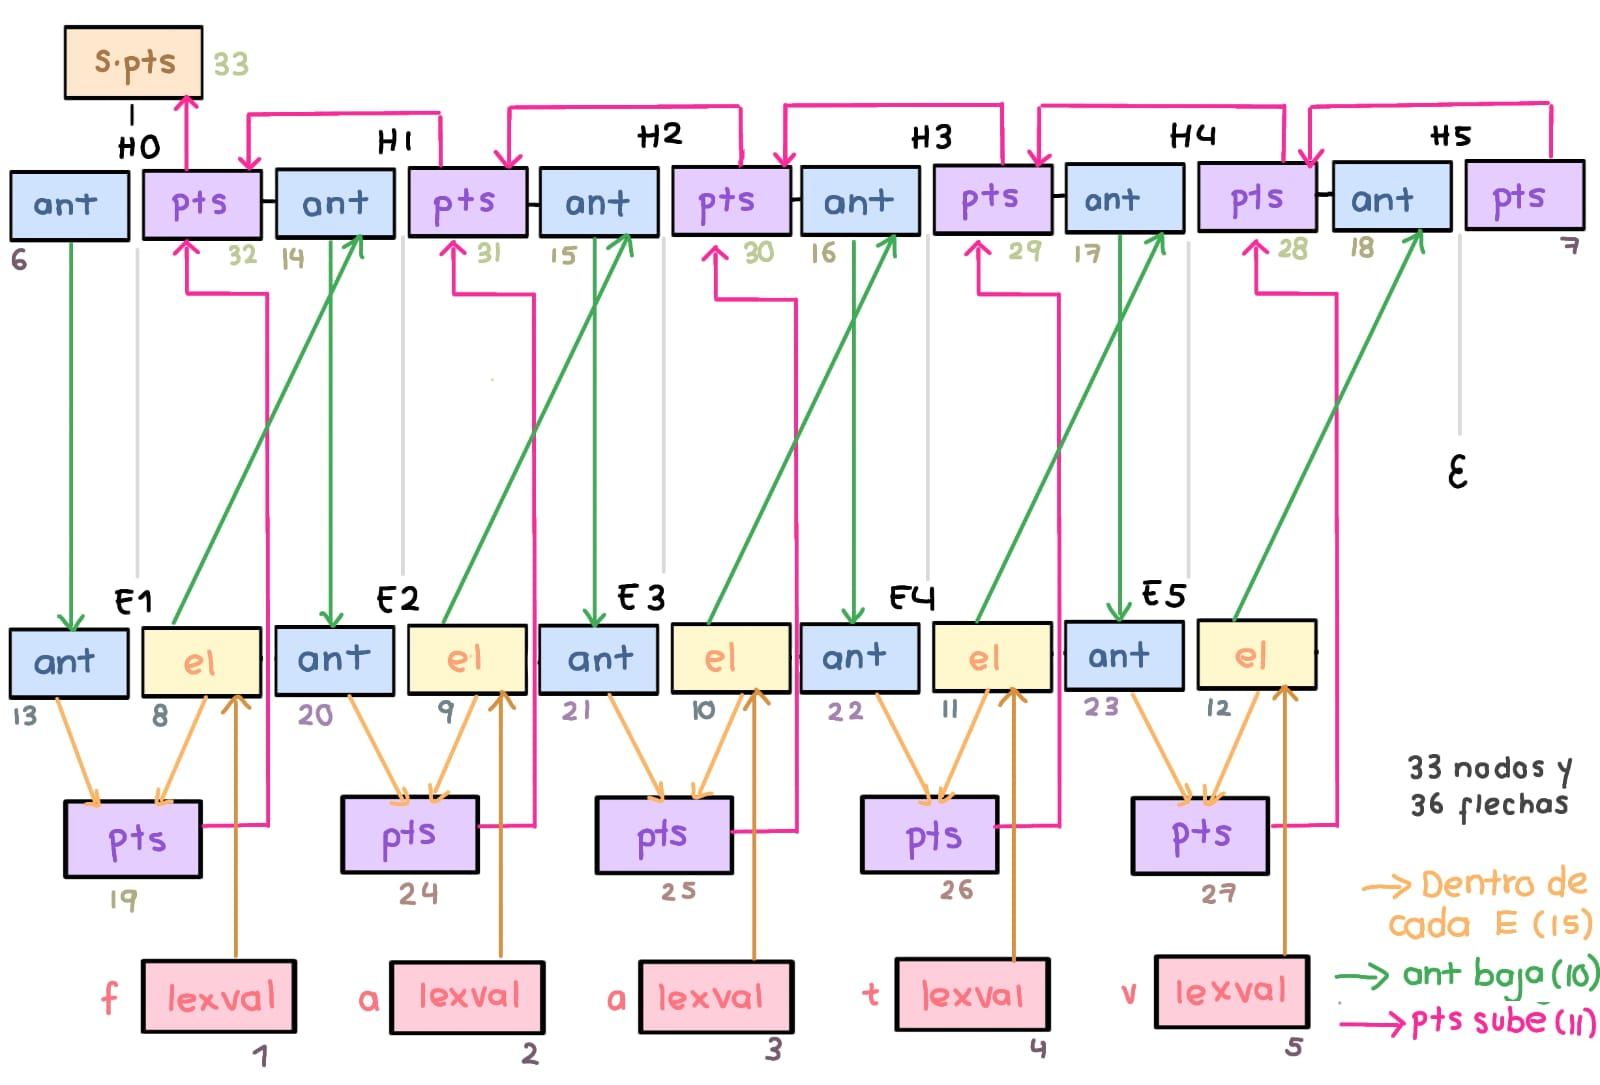 s.pts 33
H0 H1 H2 H3 H4 H5
ant pts ant pts ant pts ant pts ant pts ant pts
6 32 14 31 15 30 16 29 17 28 18 7
ε
E1 E2 E3 E4 E5
ant el ant el ant el ant el ant el
13 8 20 9 21 10 22 11 23 12
33 nodos y
36 flechas
pts pts pts pts pts
19 24 25 26 27
→ Dentro de
cada E (15)
→ ant baja (10)
→ pts sube (11)
f lexval a lexval a lexval t lexval v lexval
1 2 3 4 5